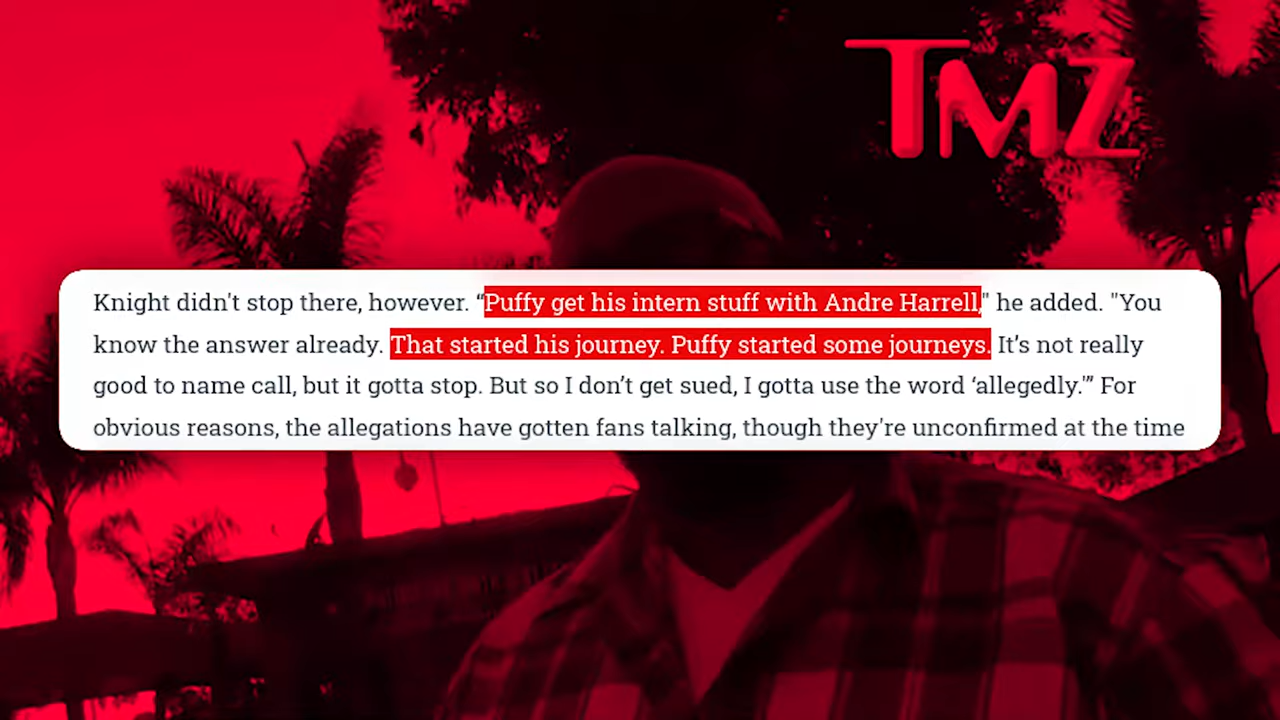 TMZ
Knight didn't stop there, however. “Puffy get his intern stuff with Andre Harrell," he added. "You
know the answer already. That started his journey. Puffy started some journeys. It’s not really
good to name call, but it gotta stop. But so I don’t get sued, I gotta use the word ‘allegedly.’” For
obvious reasons, the allegations have gotten fans talking, though they’re unconfirmed at the time